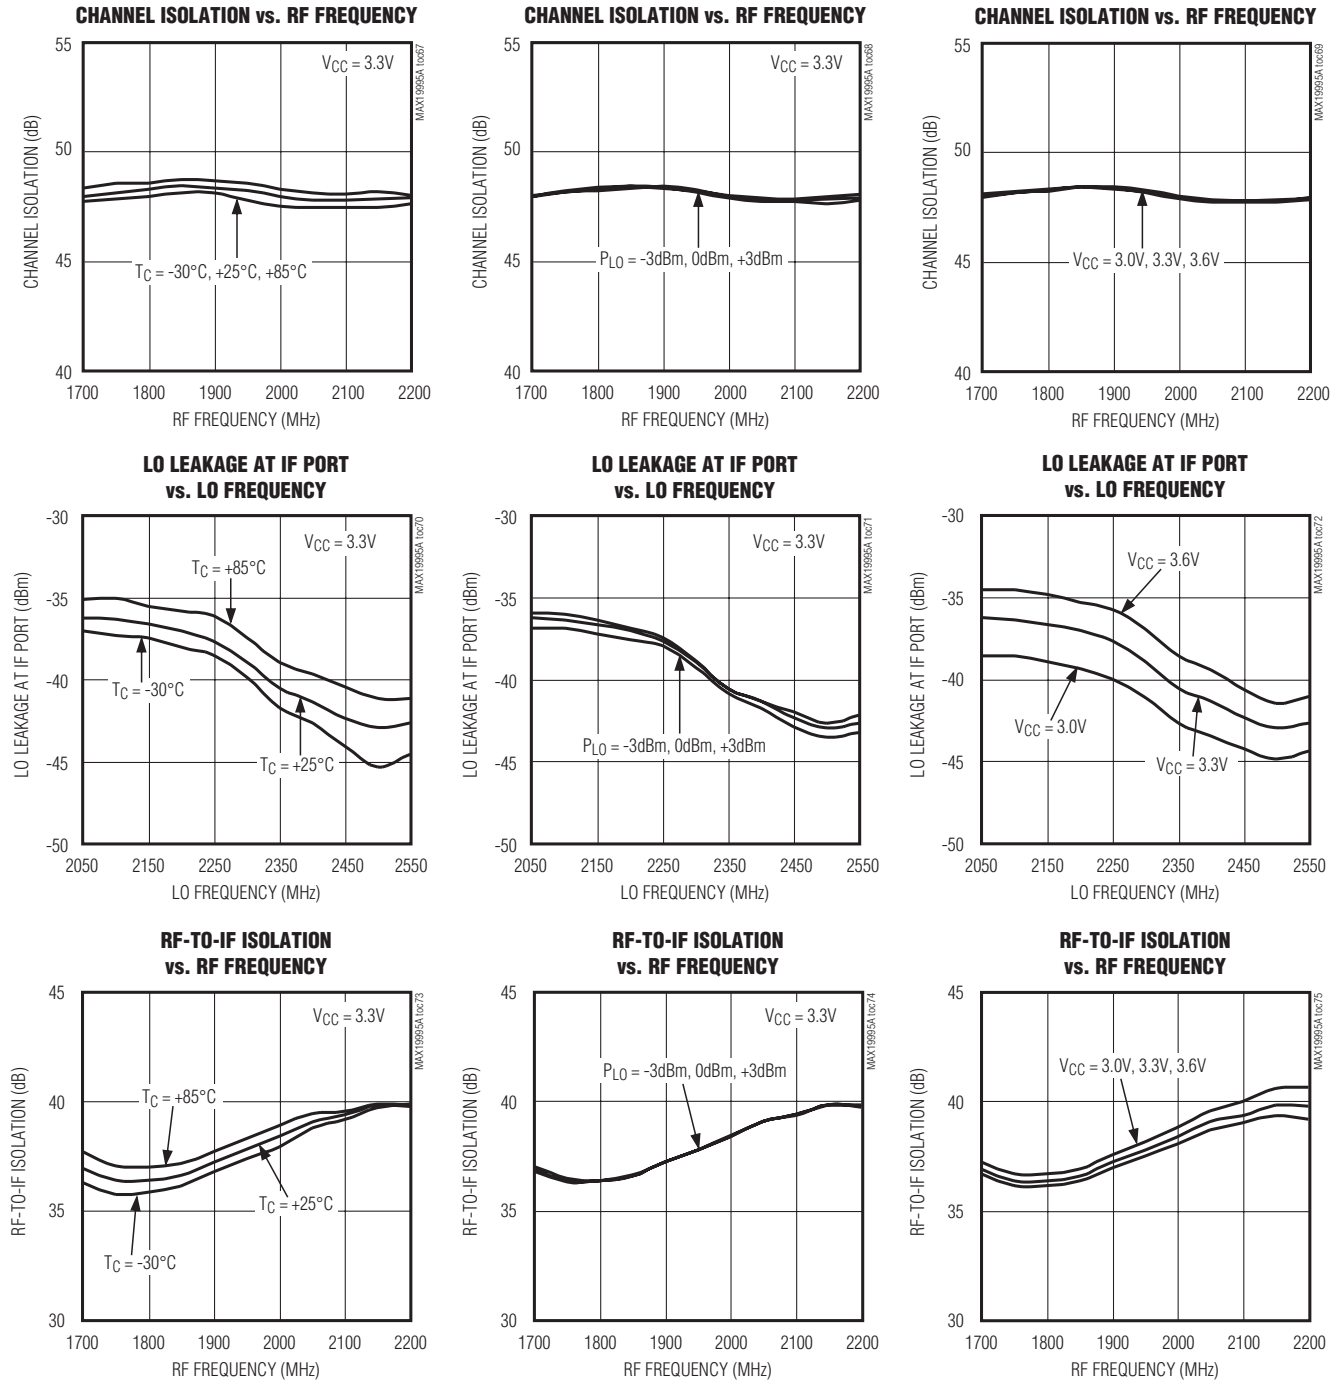 CHANNEL ISOLATION vs. RF FREQUENCY
CHANNEL ISOLATION (dB)
55
50
45
40
VCC = 3.3V
TC = -30°C, +25°C, +85°C
MAX19995A toc67
1700 1800 1900 2000 2100 2200
RF FREQUENCY (MHz)
CHANNEL ISOLATION vs. RF FREQUENCY
CHANNEL ISOLATION (dB)
55
50
45
40
VCC = 3.3V
PLO = -3dBm, 0dBm, +3dBm
MAX19995A toc68
1700 1800 1900 2000 2100 2200
RF FREQUENCY (MHz)
CHANNEL ISOLATION vs. RF FREQUENCY
CHANNEL ISOLATION (dB)
55
50
45
40
VCC = 3.0V, 3.3V, 3.6V
MAX19995A toc69
1700 1800 1900 2000 2100 2200
RF FREQUENCY (MHz)
LO LEAKAGE AT IF PORT
vs. LO FREQUENCY
LO LEAKAGE AT IF PORT (dBm)
-30
-35
-40
-45
-50
VCC = 3.3V
TC = +85°C
TC = -30°C
TC = +25°C
MAX19995A toc70
2050 2150 2250 2350 2450 2550
LO FREQUENCY (MHz)
LO LEAKAGE AT IF PORT
vs. LO FREQUENCY
LO LEAKAGE AT IF PORT (dBm)
-30
-35
-40
-45
-50
VCC = 3.3V
PLO = -3dBm, 0dBm, +3dBm
MAX19995A toc71
2050 2150 2250 2350 2450 2550
LO FREQUENCY (MHz)
LO LEAKAGE AT IF PORT
vs. LO FREQUENCY
LO LEAKAGE AT IF PORT (dBm)
-30
-35
-40
-45
-50
VCC = 3.6V
VCC = 3.0V
VCC = 3.3V
MAX19995A toc72
2050 2150 2250 2350 2450 2550
LO FREQUENCY (MHz)
RF-TO-IF ISOLATION
vs. RF FREQUENCY
RF-TO-IF ISOLATION (dB)
45
40
35
30
VCC = 3.3V
TC = +85°C
TC = +25°C
TC = -30°C
MAX19995A toc73
1700 1800 1900 2000 2100 2200
RF FREQUENCY (MHz)
RF-TO-IF ISOLATION
vs. RF FREQUENCY
RF-TO-IF ISOLATION (dB)
45
40
35
30
VCC = 3.3V
PLO = -3dBm, 0dBm, +3dBm
MAX19995A toc74
1700 1800 1900 2000 2100 2200
RF FREQUENCY (MHz)
RF-TO-IF ISOLATION
vs. RF FREQUENCY
RF-TO-IF ISOLATION (dB)
45
40
35
30
VCC = 3.0V, 3.3V, 3.6V
MAX19995A toc75
1700 1800 1900 2000 2100 2200
RF FREQUENCY (MHz)